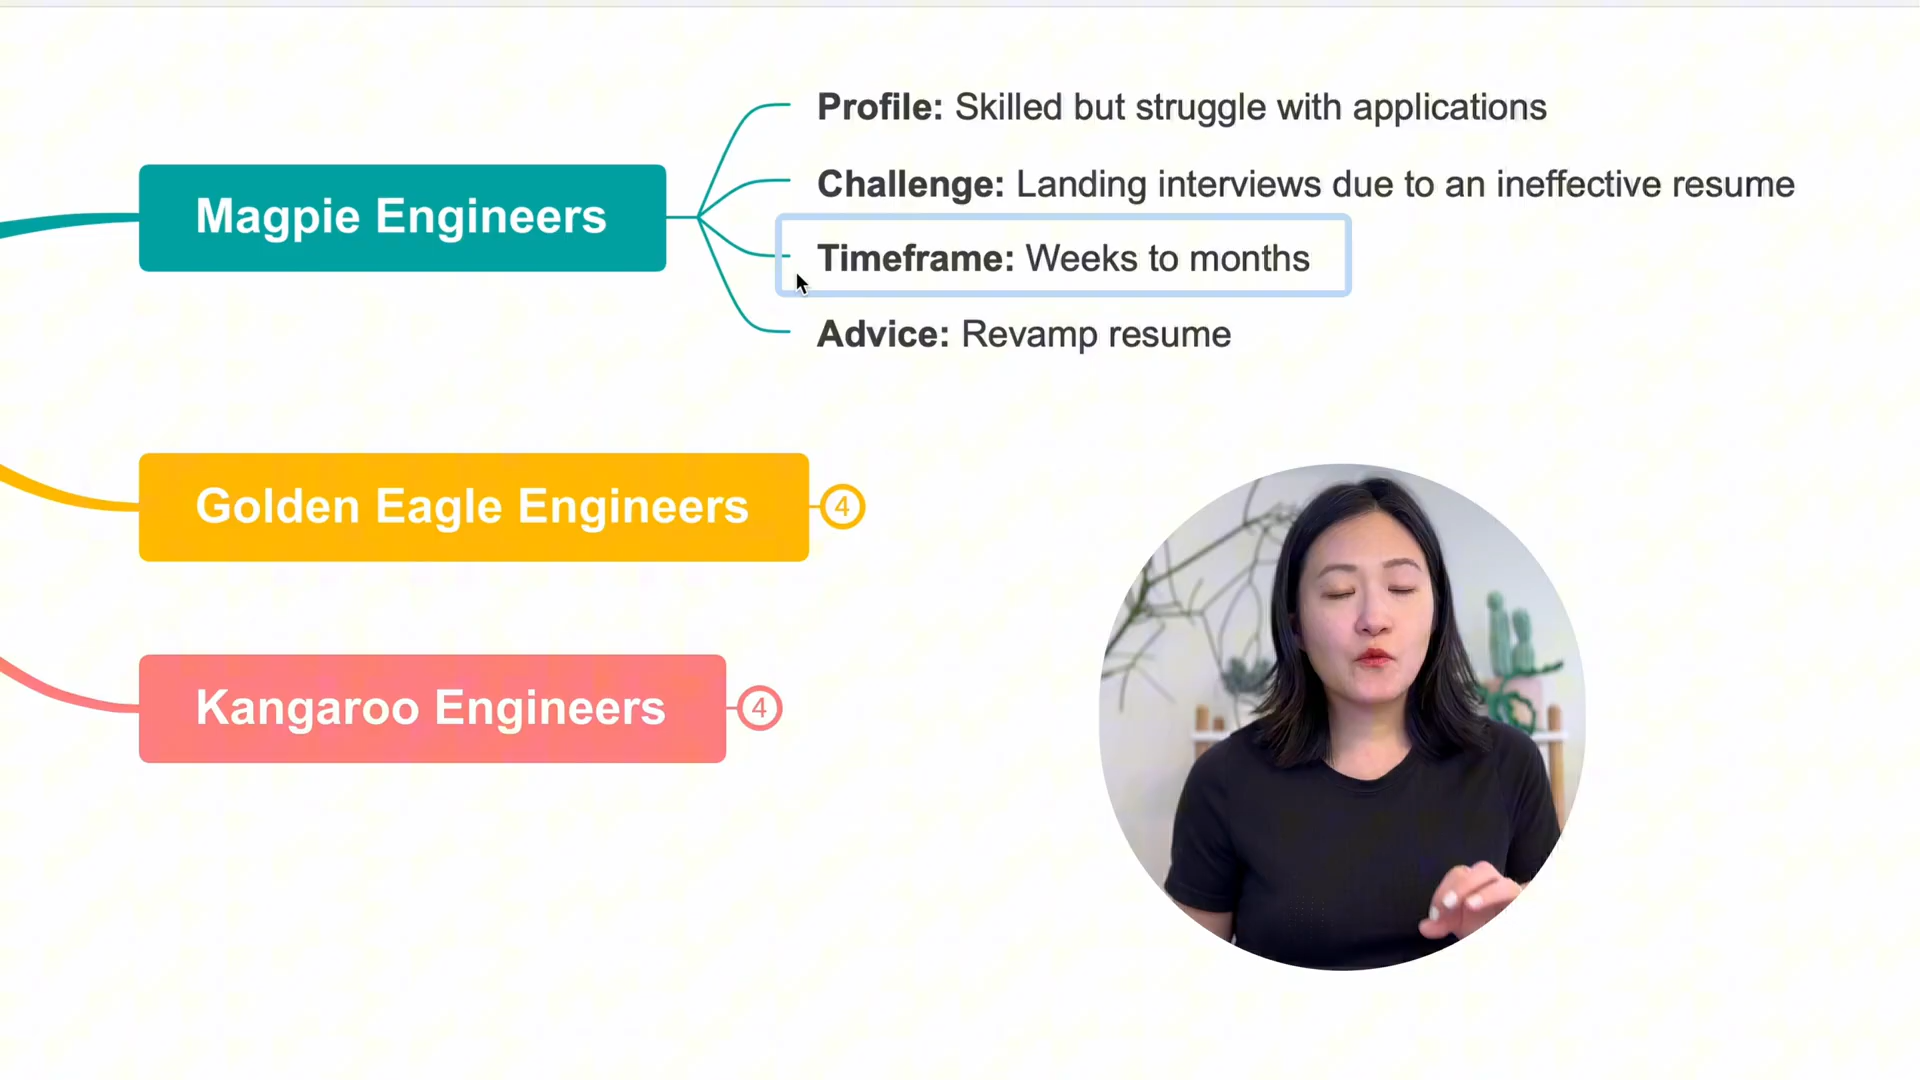 Profile: Skilled but struggle with applications
Challenge: Landing interviews due to an ineffective resume
Magpie Engineers
Timeframe: Weeks to months
Advice: Revamp resume
Golden Eagle Engineers
4
Kangaroo Engineers
4